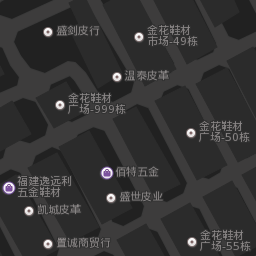 盛剑皮行
金花鞋材
市场-49栋
温泰皮革
金花鞋材
广场-999栋
金花鞋材
广场-50栋
佰特五金
福建逸远利
五金鞋材
盛世皮业
凯城皮革
置诚商贸行
金花鞋材
广场-55栋